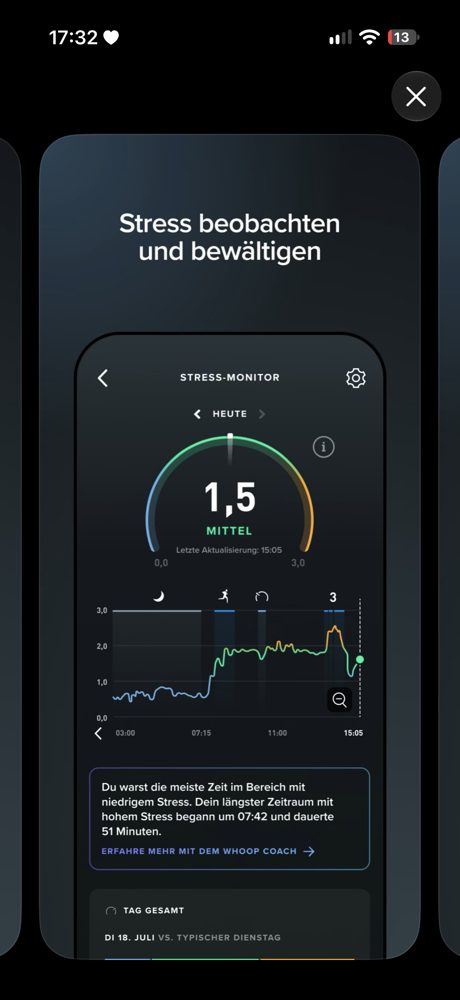 17:32
13
Stress beobachten
und bewältigen
STRESS-MONITOR
HEUTE
i
1,5
MITTEL
Letzte Aktualisierung: 15:05
0,0
3,0
3
3,0
2,0
1,0
0,0
03:00
07:15
11:00
15:05
Du warst die meiste Zeit im Bereich mit
niedrigem Stress. Dein längster Zeitraum mit
hohem Stress begann um 07:42 und dauerte
51 Minuten.
ERFAHRE MEHR MIT DEM WHOOP COACH
TAG GESAMT
DI 18. JULI VS. TYPISCHER DIENSTAG